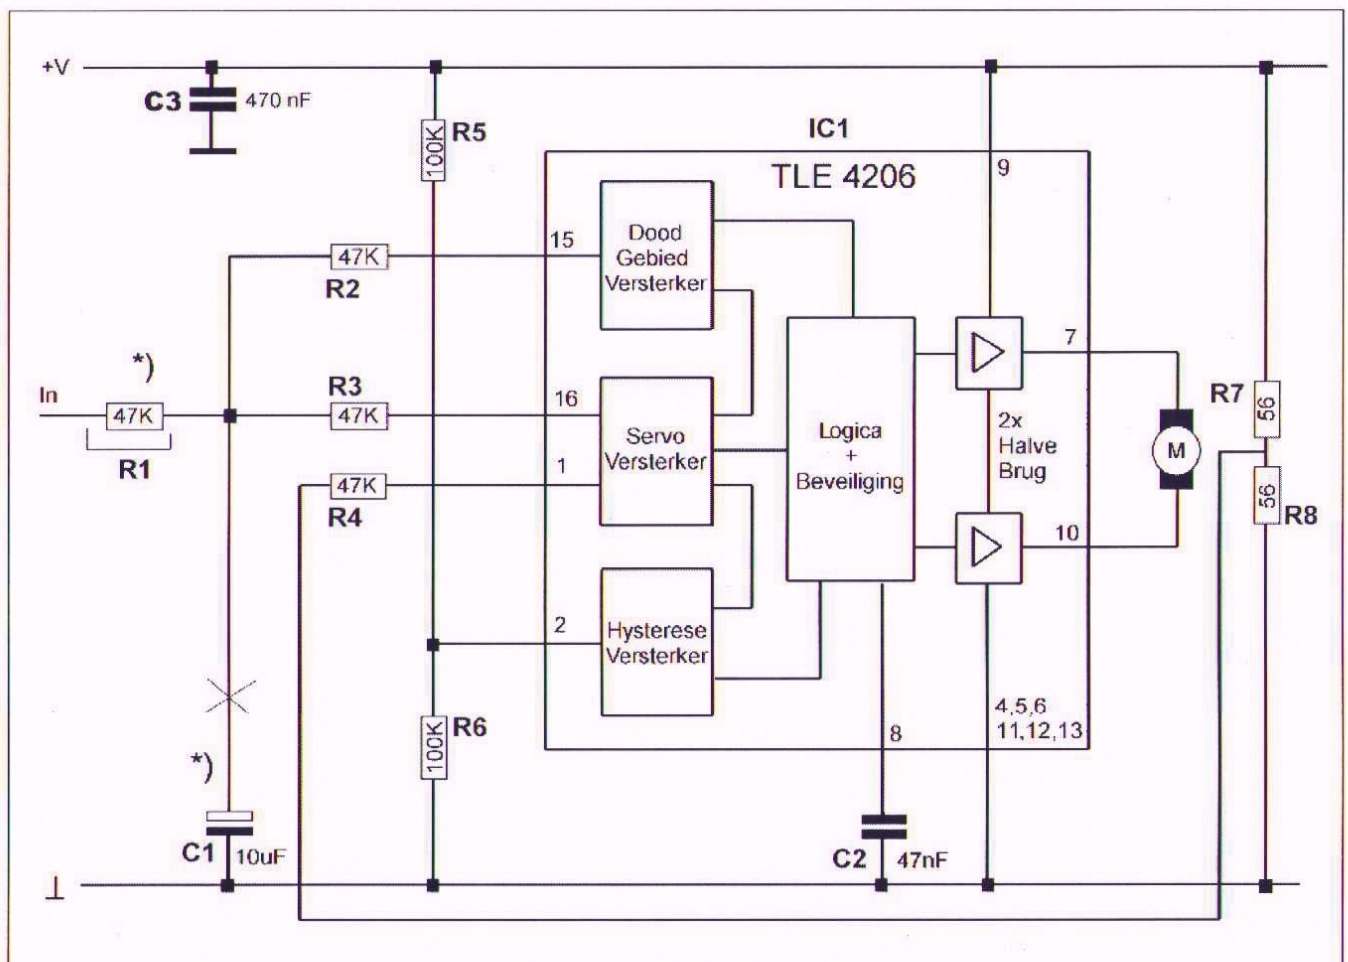 +V
C3
470 nF
100K
R5
IC1
TLE 4206
9
15
Dood
Gebied
Versterker
47K
R2
7
*)
In
47K
R1
R3
47K
16
Servo
Versterker
1
47K
R4
Logica
+
Beveiliging
2x
Halve
Brug
M
R7
56
56
R8
10
2
Hysterese
Versterker
4,5,6
11,12,13
8
100K
R6
*)
C1
10uF
C2
47nF
⊥